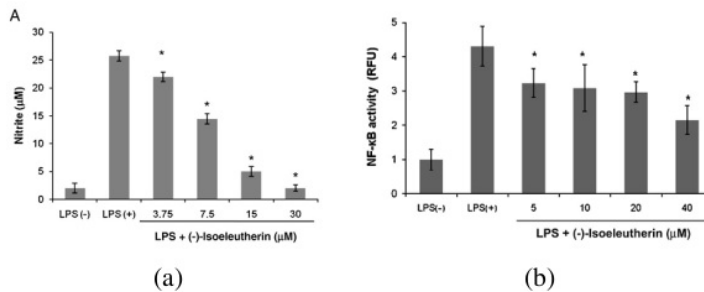 A
Nitrite (μM)
30
25
20
15
10
5
0
* * * *
LPS (-) LPS (+) 3.75 7.5 15 30
LPS + (-)-Isoeleutherin (μM)
(a)
NF-κB activity (RFU)
6
5
4
3
2
1
0
* * * *
LPS(-) LPS(+) 5 10 20 40
LPS + (-)-Isoeleutherin (μM)
(b)